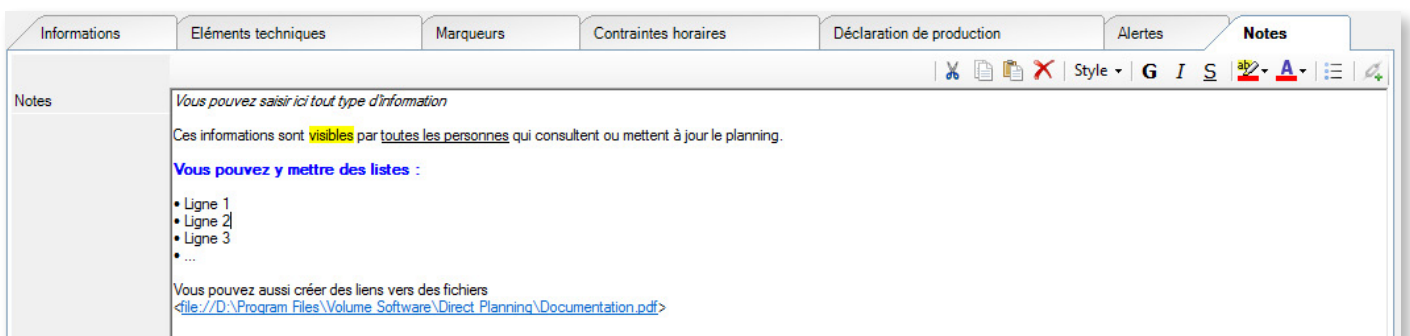 Informations Eléments techniques Marqueurs Contraintes horaires Déclaration de production Alertes Notes
Style G I S ab A
Notes
Vous pouvez saisir ici tout type d'information
Ces informations sont visibles par toutes les personnes qui consultent ou mettent à jour le planning.
Vous pouvez y mettre des listes :
• Ligne 1
• Ligne 2
• Ligne 3
• ...
Vous pouvez aussi créer des liens vers des fichiers
<file://D:\Program Files\Volume Software\Direct Planning\Documentation.pdf>